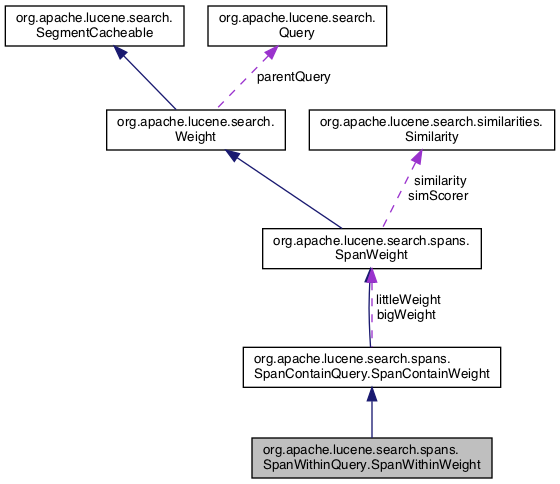 org.apache.lucene.search.
SegmentCacheable
org.apache.lucene.search.
Query
parentQuery
org.apache.lucene.search.
Weight
org.apache.lucene.search.similarities.
Similarity
similarity
simScorer
org.apache.lucene.search.spans.
SpanWeight
littleWeight
bigWeight
org.apache.lucene.search.spans.
SpanContainQuery.SpanContainWeight
org.apache.lucene.search.spans.
SpanWithinQuery.SpanWithinWeight